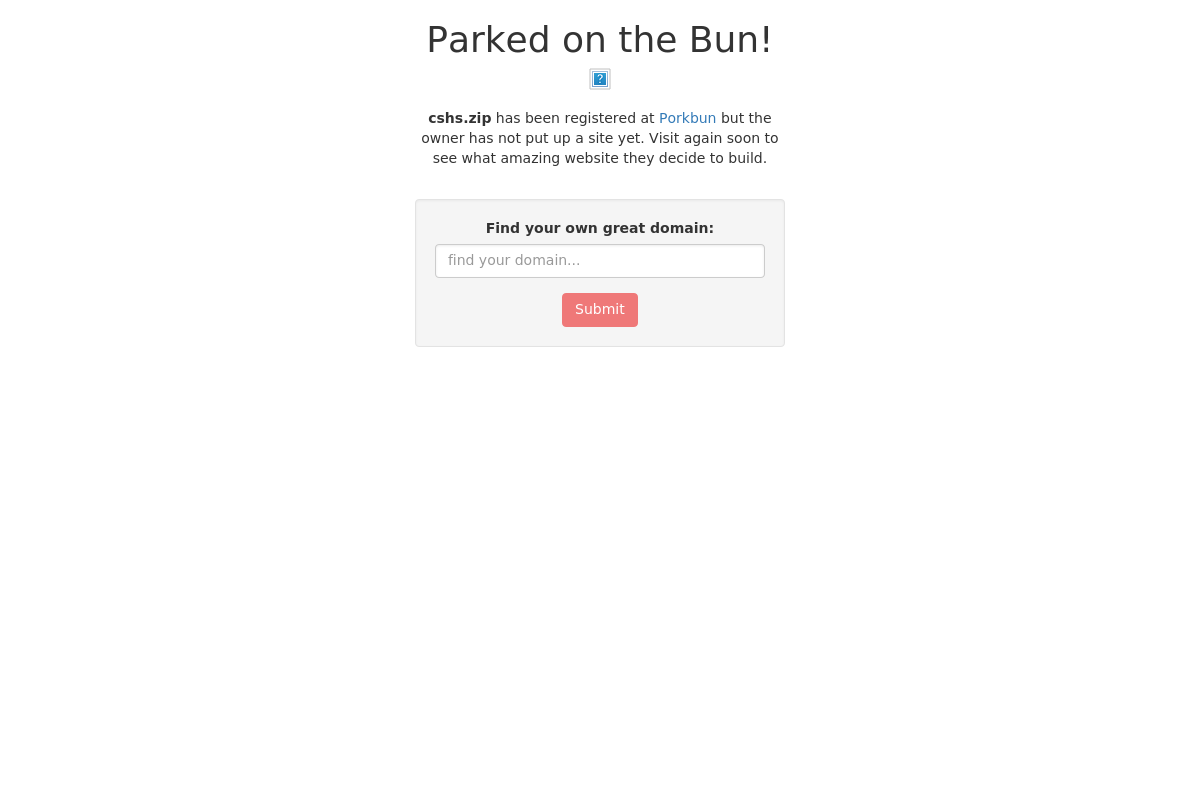 Parked on the Bun!
?
cshs.zip has been registered at Porkbun but the
owner has not put up a site yet. Visit again soon to
see what amazing website they decide to build.
Find your own great domain:
find your domain...
Submit